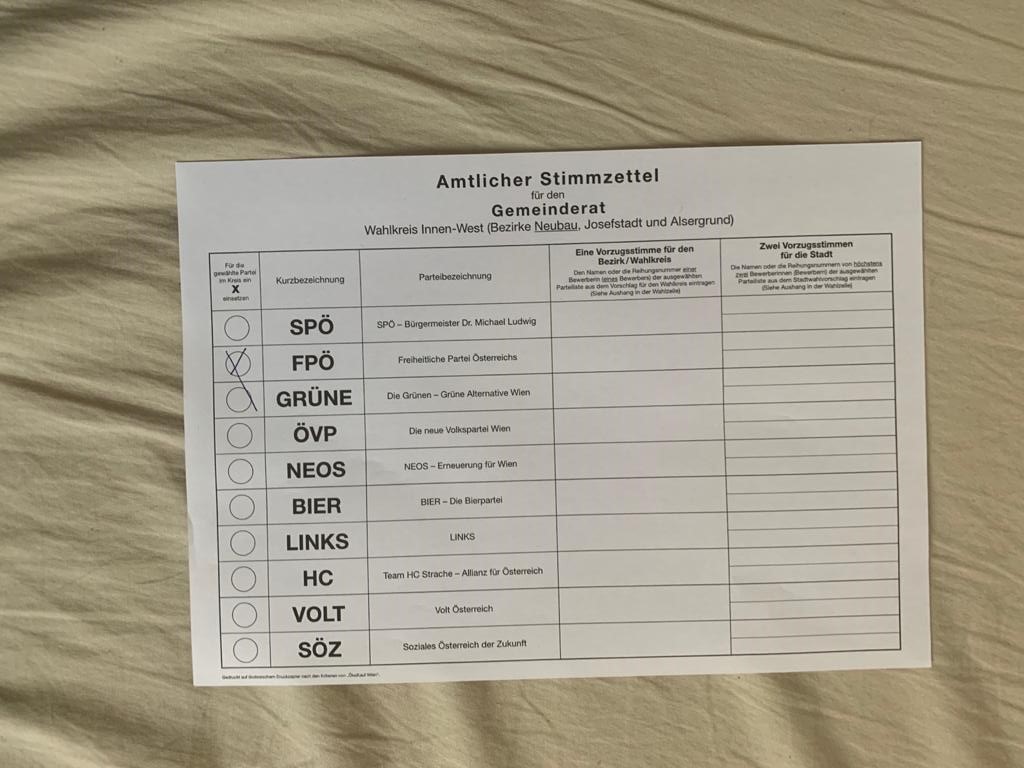 Amtlicher Stimmzettel
für den
Gemeinderat
Wahlkreis Innen-West (Bezirke Neubau, Josefstadt und Alsergrund)
Für die
gewählte Partei
im Kreis ein
X
einsetzen
Kurzbezeichnung
Parteibezeichnung
Eine Vorzugsstimme für den
Bezirk/Wahlkreis
Den Namen oder die Reihungsnummer einer
Bewerberin (eines Bewerbers) der ausgewählten
Parteiliste aus dem Vorschlag für den Wahlkreis eintragen
(Siehe Aushang in der Wahlzelle)
Zwei Vorzugsstimmen
für die Stadt
Die Namen oder die Reihungsnummern von höchstens
zwei Bewerberinnen (Bewerbern) der ausgewählten
Parteiliste aus dem Stadtwahlvorschlag eintragen
(Siehe Aushang in der Wahlzelle)
SPÖ SPÖ – Bürgermeister Dr. Michael Ludwig
X FPÖ Freiheitliche Partei Österreichs
GRÜNE Die Grünen – Grüne Alternative Wien
ÖVP Die neue Volkspartei Wien
NEOS NEOS – Erneuerung für Wien
BIER BIER – Die Bierpartei
LINKS LINKS
HC Team HC Strache – Allianz für Österreich
VOLT Volt Österreich
SÖZ Soziales Österreich der Zukunft
Gedruckt auf ökologischem Druckpapier nach den Kriterien von „ÖkoKauf Wien“.